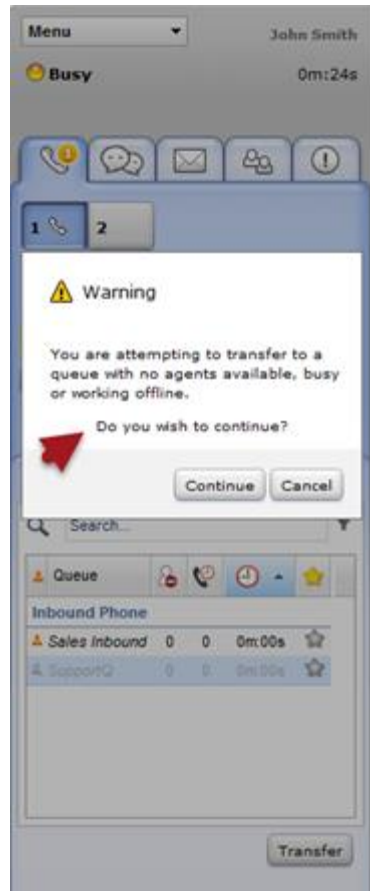 Menu
John Smith
Busy
0m:24s
1
1 2
Warning
You are attempting to transfer to a
queue with no agents available, busy
or working offline.
Do you wish to continue?
Continue Cancel
Search...
Queue
Inbound Phone
Sales Inbound 0 0 0m:00s
SupportQ 0 0 0m:00s
Transfer